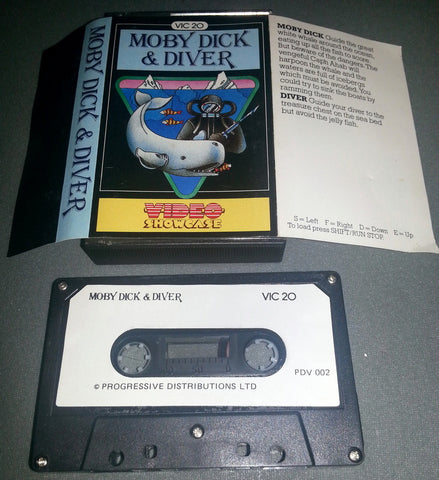 MOBY DICK & DIVER
VIC 20
MOBY DICK
& DIVER
VIDEO
SHOWCASE
MOBY DICK Guide the great
white whale around the ocean,
eating up all the fish to score.
But beware of the dangers. The
vengeful Ceph Ahab will
harpoon the whale and the
waters are full of icebergs
which must be avoided. You
could try to sink the boats by
ramming them.
DIVER Guide your diver to the
treasure chest on the sea bed
but avoid the jelly fish.
S = Left F = Right D = Down E = Up
To load press SHIFT/RUN STOP.
MOBY DICK & DIVER VIC 20
PDV 002
© PROGRESSIVE DISTRIBUTIONS LTD